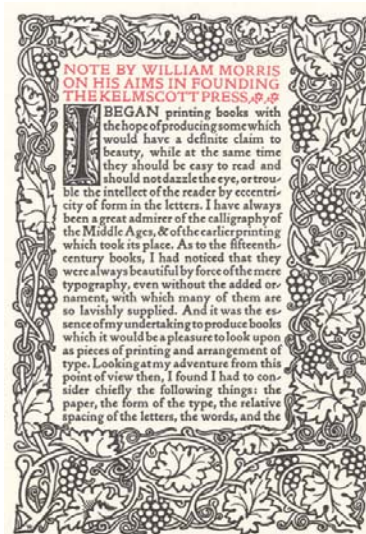 NOTE BY WILLIAM MORRIS
ON HIS AIMS IN FOUNDING
THE KELMSCOTT PRESS
I BEGAN printing books with
the hope of producing some which
would have a definite claim to
beauty, while at the same time
they should be easy to read and
should not dazzle the eye, or trou-
ble the intellect of the reader by eccentri-
city of form in the letters. I have always
been a great admirer of the calligraphy of
the Middle Ages, & of the earlier printing
which took its place. As to the fifteenth-
century books, I had noticed that they
were always beautiful by force of the mere
typography, even without the added or-
nament, with which many of them are
so lavishly supplied. And it was the es-
sence of my undertaking to produce books
which it would be a pleasure to look upon
as pieces of printing and arrangement of
type. Looking at my adventure from this
point of view then, I found I had to con-
sider chiefly the following things: the
paper, the form of the type, the relative
spacing of the letters, the words, and the